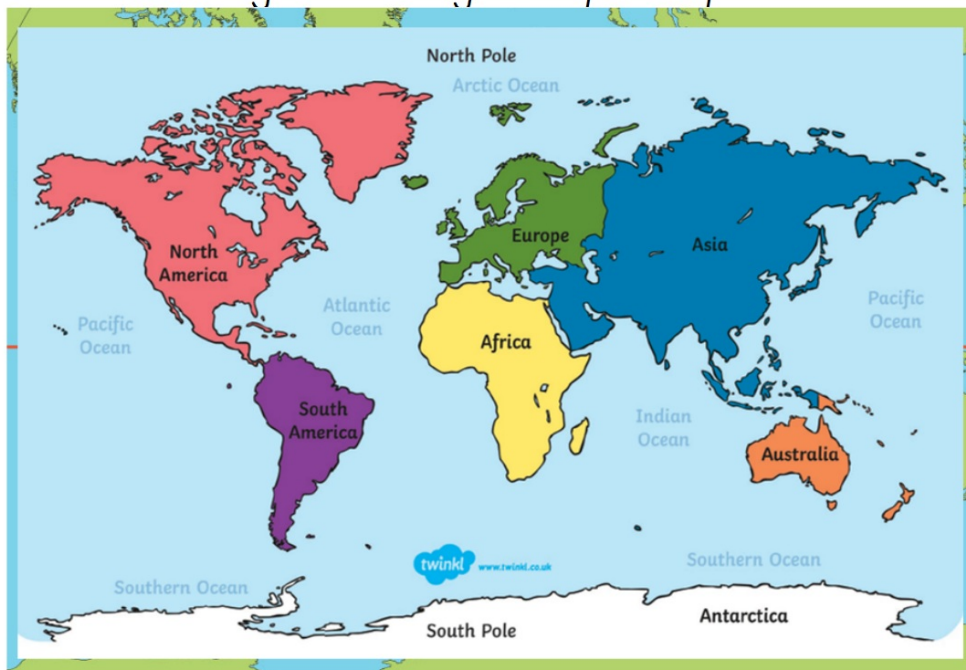 North Pole
Arctic Ocean
North
America
Europe
Asia
Atlantic
Ocean
Pacific
Ocean
Pacific
Ocean
Africa
South
America
Indian
Ocean
Australia
twinkl www.twinkl.co.uk
Southern Ocean
Southern Ocean
South Pole
Antarctica